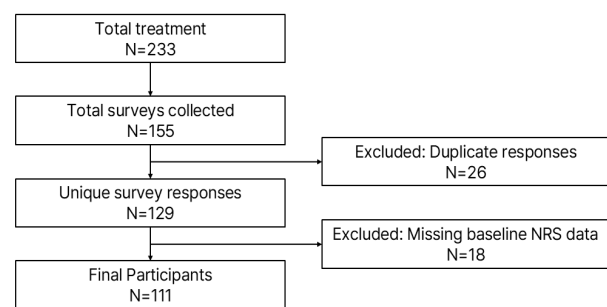 Total treatment
N=233
Total surveys collected
N=155
Excluded: Duplicate responses
N=26
Unique survey responses
N=129
Excluded: Missing baseline NRS data
N=18
Final Participants
N=111